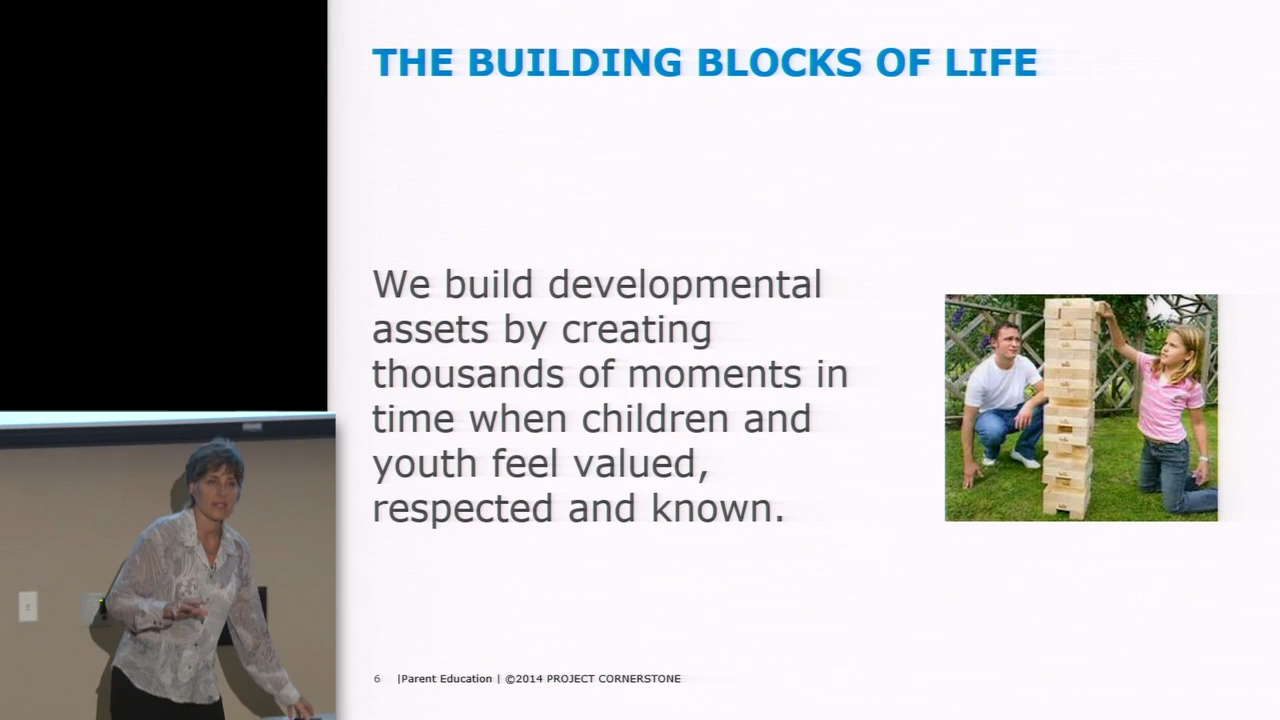 THE BUILDING BLOCKS OF LIFE
We build developmental
assets by creating
thousands of moments in
time when children and
youth feel valued,
respected and known.
6 |Parent Education | ©2014 PROJECT CORNERSTONE